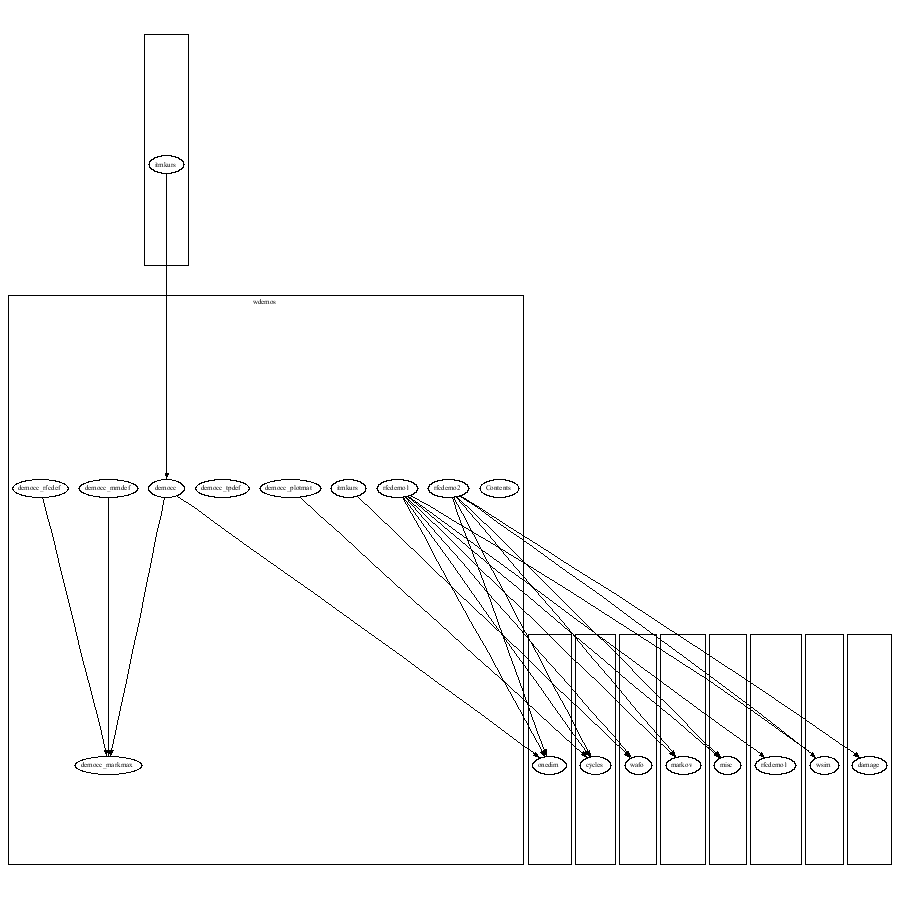 itmkurs
wdemos
democc_rfcdef
democc_mmdef
democc
democc_tpdef
democc_plotmat
itmkurs
rfcdemo1
rfcdemo2
Contents
democc_markmax
onedim
cycles
wafo
markov
misc
rfcdemo1
wsim
damage